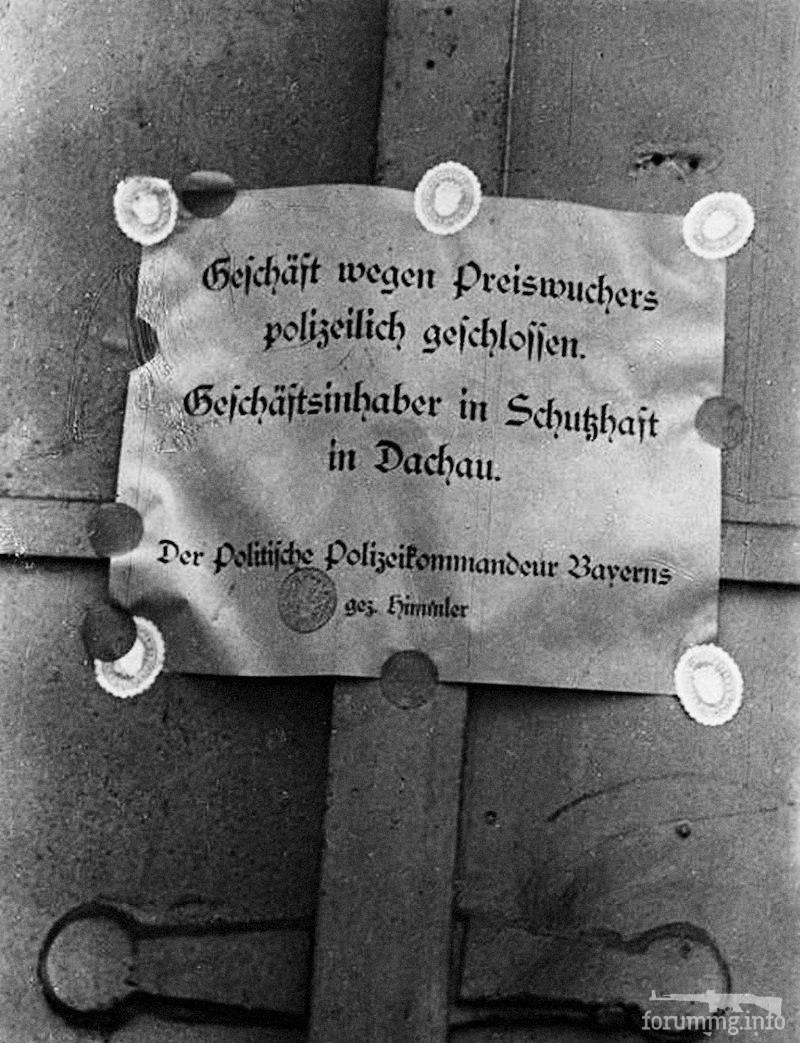 Geschäft wegen Preiswuchers
polizeilich geschlossen.
Geschäftsinhaber in Schutzhaft
in Dachau.
Der Politische Polizeikommandeur Bayerns
gez. Himmler
forummg.info